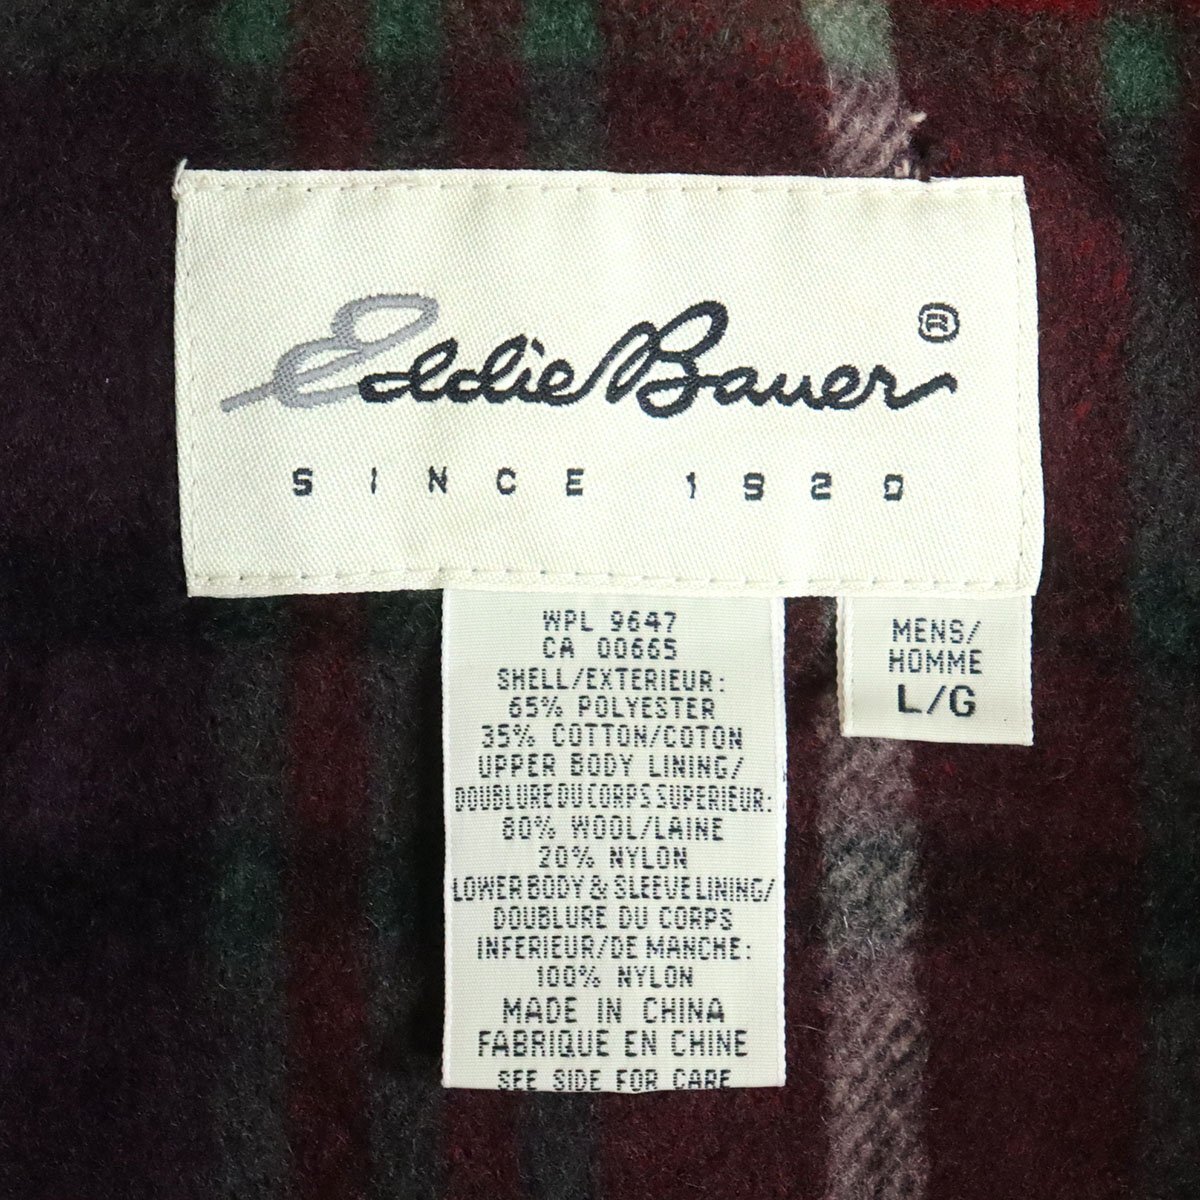 Eddie Bauer®
SINCE 1920
WPL 9647
CA 00665
SHELL/EXTERIEUR:
65% POLYESTER
35% COTTON/COTON
UPPER BODY LINING/
DOUBLURE DU CORPS SUPERIEUR:
80% WOOL/LAINE
20% NYLON
LOWER BODY & SLEEVE LINING/
DOUBLURE DU CORPS
INFERIEUR/DE MANCHE:
100% NYLON
MADE IN CHINA
FABRIQUE EN CHINE
SEE SIDE FOR CARE
MENS/
HOMME
L/G